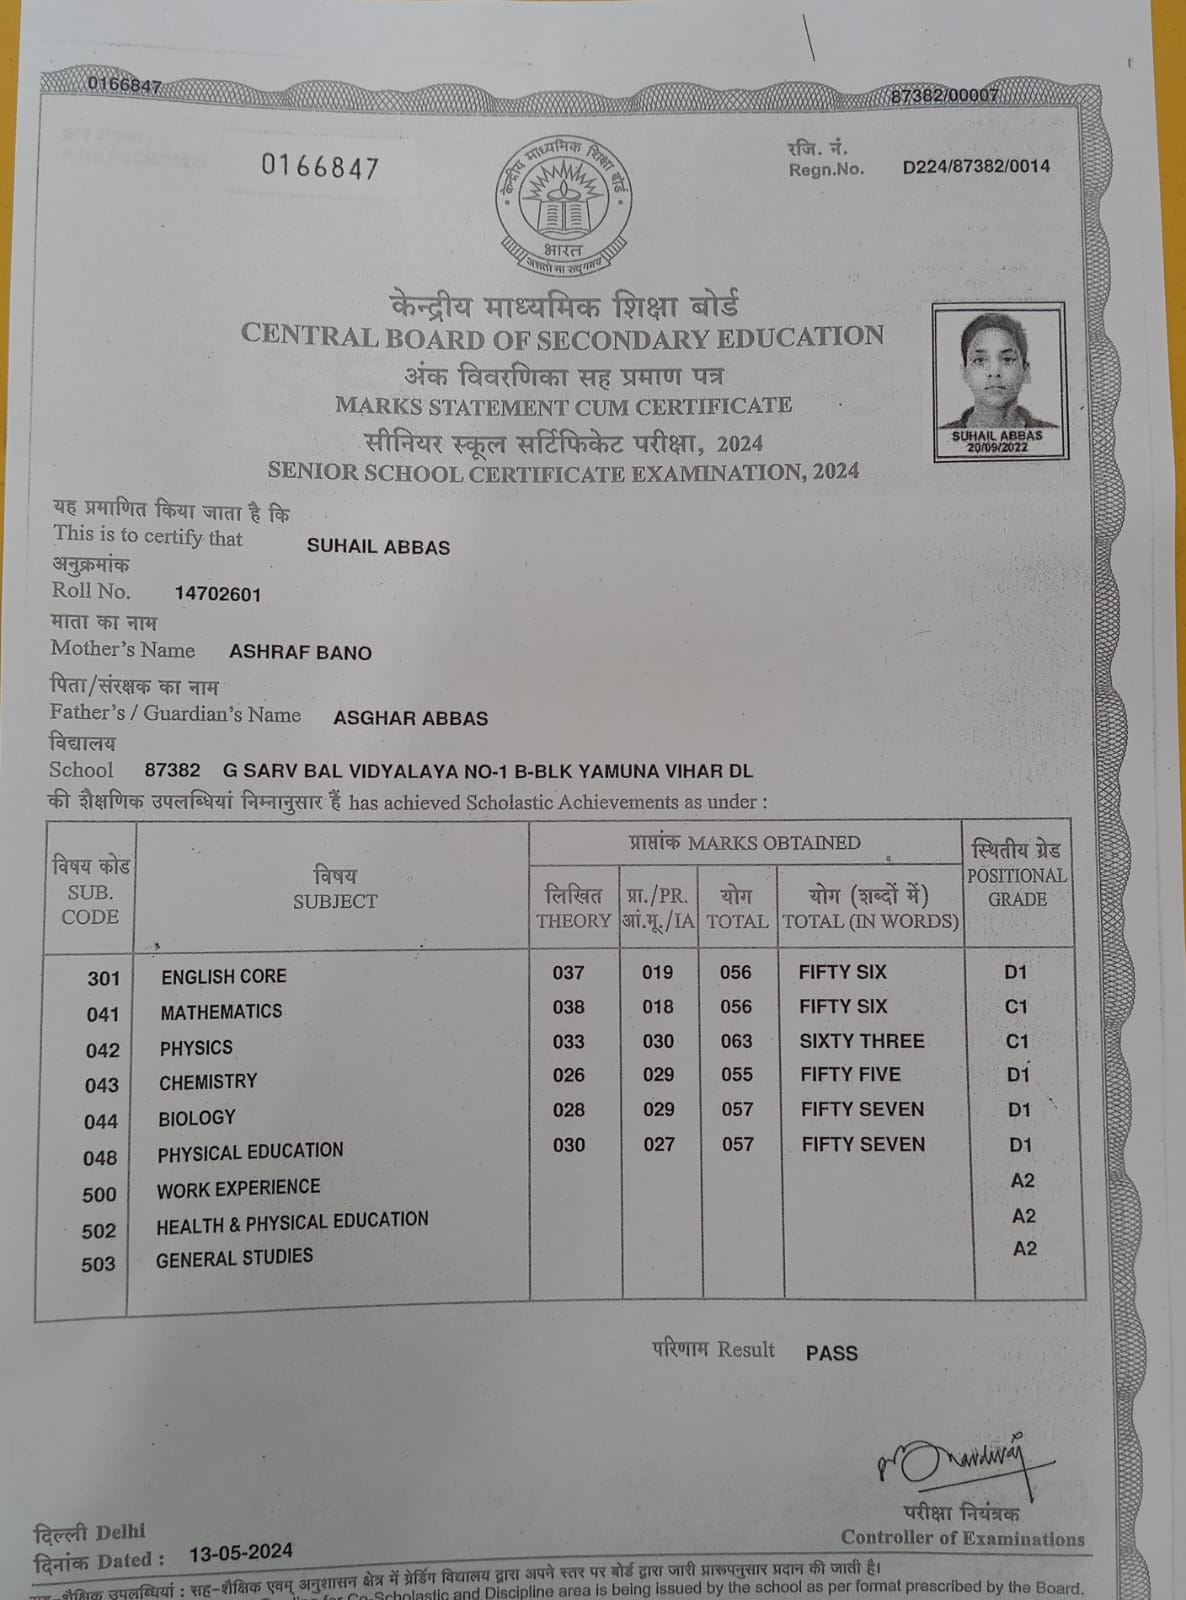 0166847
87382/00007
0166847
रजि. नं.
Regn.No. D224/87382/0014
केन्द्रीय माध्यमिक शिक्षा बोर्ड
भारत
असतो मा सद्गमय
केन्द्रीय माध्यमिक शिक्षा बोर्ड
CENTRAL BOARD OF SECONDARY EDUCATION
अंक विवरणिका सह प्रमाण पत्र
MARKS STATEMENT CUM CERTIFICATE
सीनियर स्कूल सर्टिफिकेट परीक्षा, 2024
SENIOR SCHOOL CERTIFICATE EXAMINATION, 2024
SUHAIL ABBAS
20/09/2022
यह प्रमाणित किया जाता है कि
This is to certify that SUHAIL ABBAS
अनुक्रमांक
Roll No. 14702601
माता का नाम
Mother's Name ASHRAF BANO
पिता/संरक्षक का नाम
Father's / Guardian's Name ASGHAR ABBAS
विद्यालय
School 87382 G SARV BAL VIDYALAYA NO-1 B-BLK YAMUNA VIHAR DL
की शैक्षणिक उपलब्धियां निम्नानुसार हैं has achieved Scholastic Achievements as under :
विषय कोड
SUB.
CODE
विषय
SUBJECT
प्राप्तांक MARKS OBTAINED
लिखित
THEORY
प्रा./PR.
आं.मू./IA
योग
TOTAL
योग (शब्दों में)
TOTAL (IN WORDS)
स्थितीय ग्रेड
POSITIONAL
GRADE
301 ENGLISH CORE 037 019 056 FIFTY SIX D1
041 MATHEMATICS 038 018 056 FIFTY SIX C1
042 PHYSICS 033 030 063 SIXTY THREE C1
043 CHEMISTRY 026 029 055 FIFTY FIVE D1
044 BIOLOGY 028 029 057 FIFTY SEVEN D1
048 PHYSICAL EDUCATION 030 027 057 FIFTY SEVEN D1
500 WORK EXPERIENCE A2
502 HEALTH & PHYSICAL EDUCATION A2
503 GENERAL STUDIES A2
परिणाम Result PASS
परीक्षा नियंत्रक
Controller of Examinations
दिल्ली Delhi
दिनांक Dated : 13-05-2024
शैक्षिक उपलब्धियां : सह-शैक्षिक एवम् अनुशासन क्षेत्र में ग्रेडिंग विद्यालय द्वारा अपने स्तर पर बोर्ड द्वारा जारी प्रारूपनुसार प्रदान की जाती है।
Co-Scholastic and Discipline area is being issued by the school as per format prescribed by the Board.